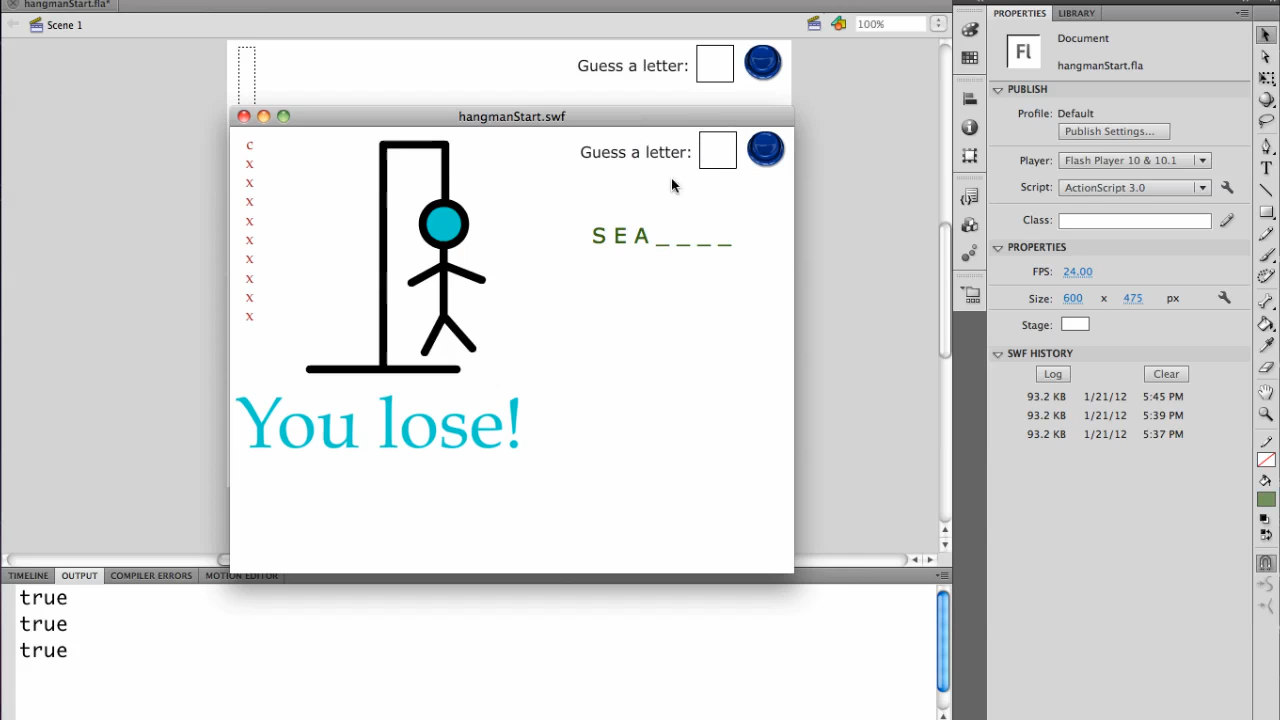 hangmanStart.fla*
Scene 1
100%
Guess a letter:
hangmanStart.swf
Guess a letter:
c
x
x
x
x
x
x
x
x
x
S E A _ _ _ _
You lose!
TIMELINE OUTPUT COMPILER ERRORS MOTION EDITOR
true
true
true
PROPERTIES LIBRARY
Fl
Document
hangmanStart.fla
PUBLISH
Profile: Default
Publish Settings...
Player: Flash Player 10 & 10.1
Script: ActionScript 3.0
Class:
PROPERTIES
FPS: 24.00
Size: 600 x 475 px
Stage:
SWF HISTORY
Log Clear
93.2 KB 1/21/12 5:45 PM
93.2 KB 1/21/12 5:39 PM
93.2 KB 1/21/12 5:37 PM
T